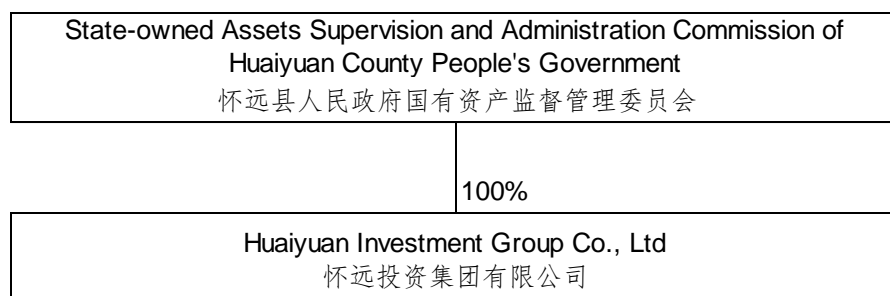 State-owned Assets Supervision and Administration Commission of
Huaiyuan County People's Government
怀远县人民政府国有资产监督管理委员会
100%
Huaiyuan Investment Group Co., Ltd
怀远投资集团有限公司